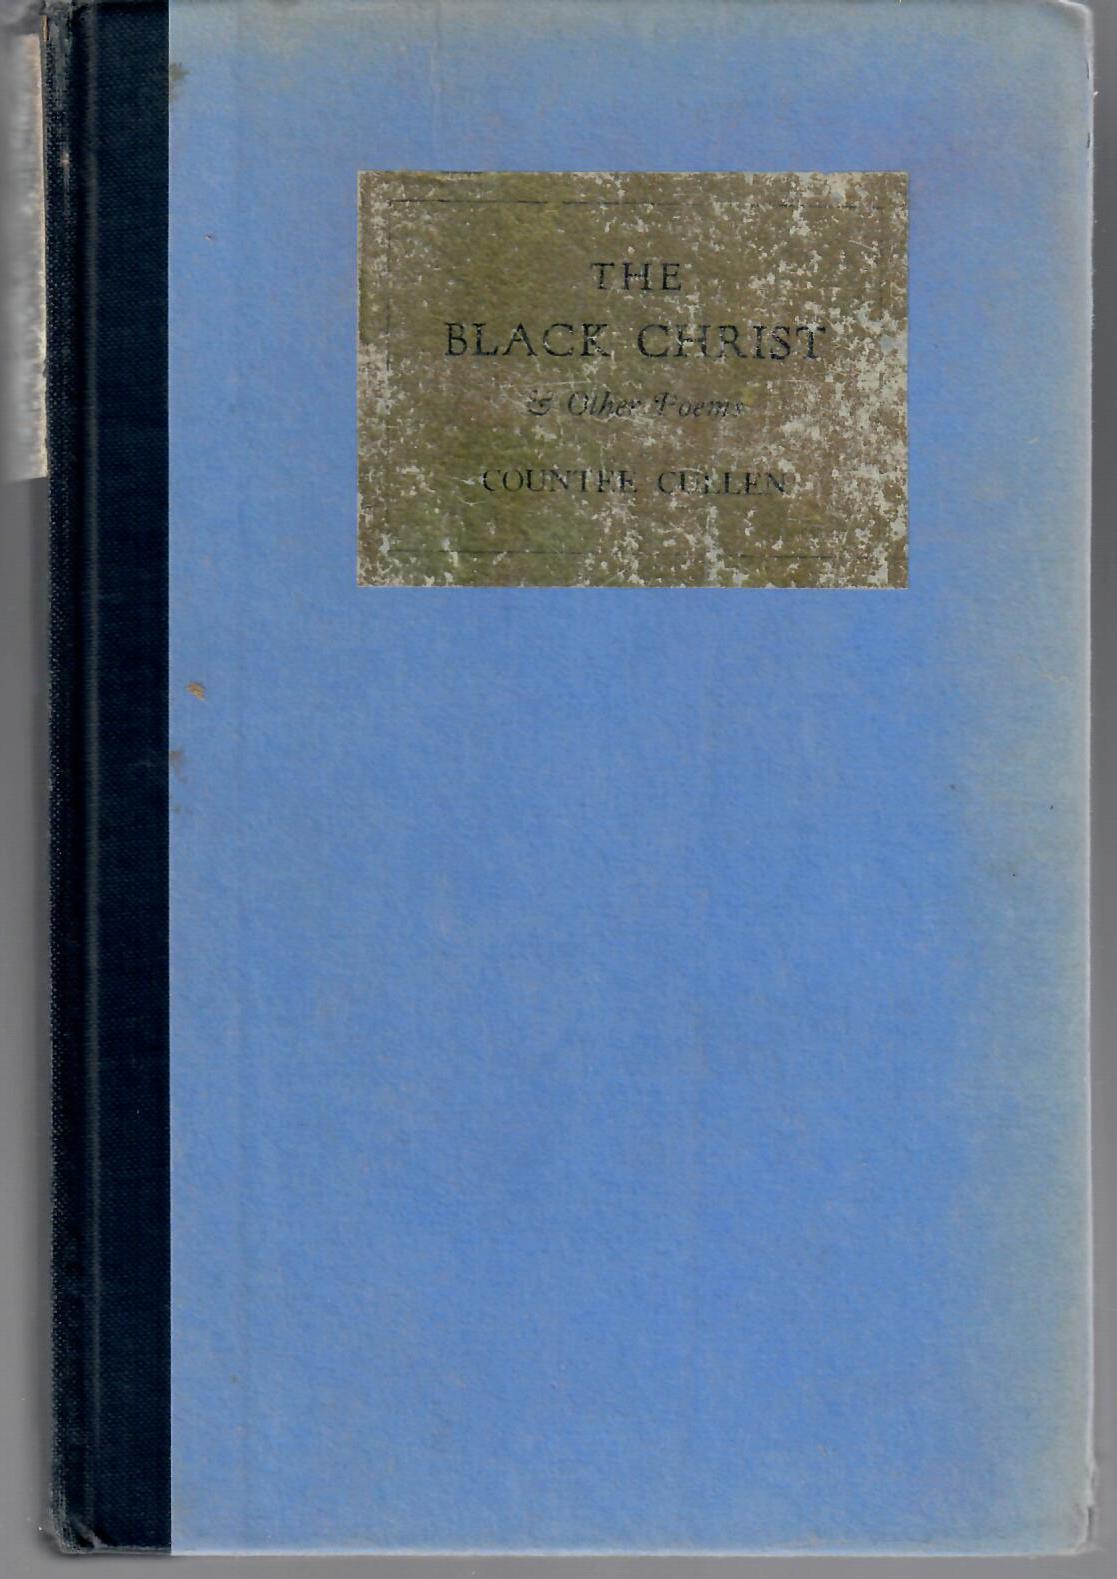 THE
BLACK CHRIST
& Other Poems
COUNTEE CULLEN